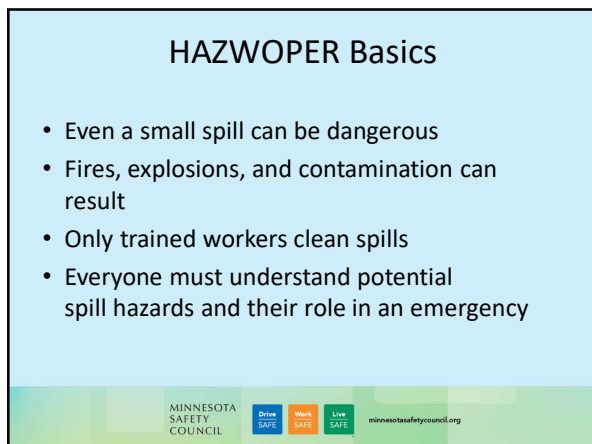 HAZWOPER Basics
• Even a small spill can be dangerous
• Fires, explosions, and contamination can
result
• Only trained workers clean spills
• Everyone must understand potential
spill hazards and their role in an emergency
MINNESOTA
SAFETY
COUNCIL
Drive
SAFE
Work
SAFE
Live
SAFE
minnesotasafetycouncil.org